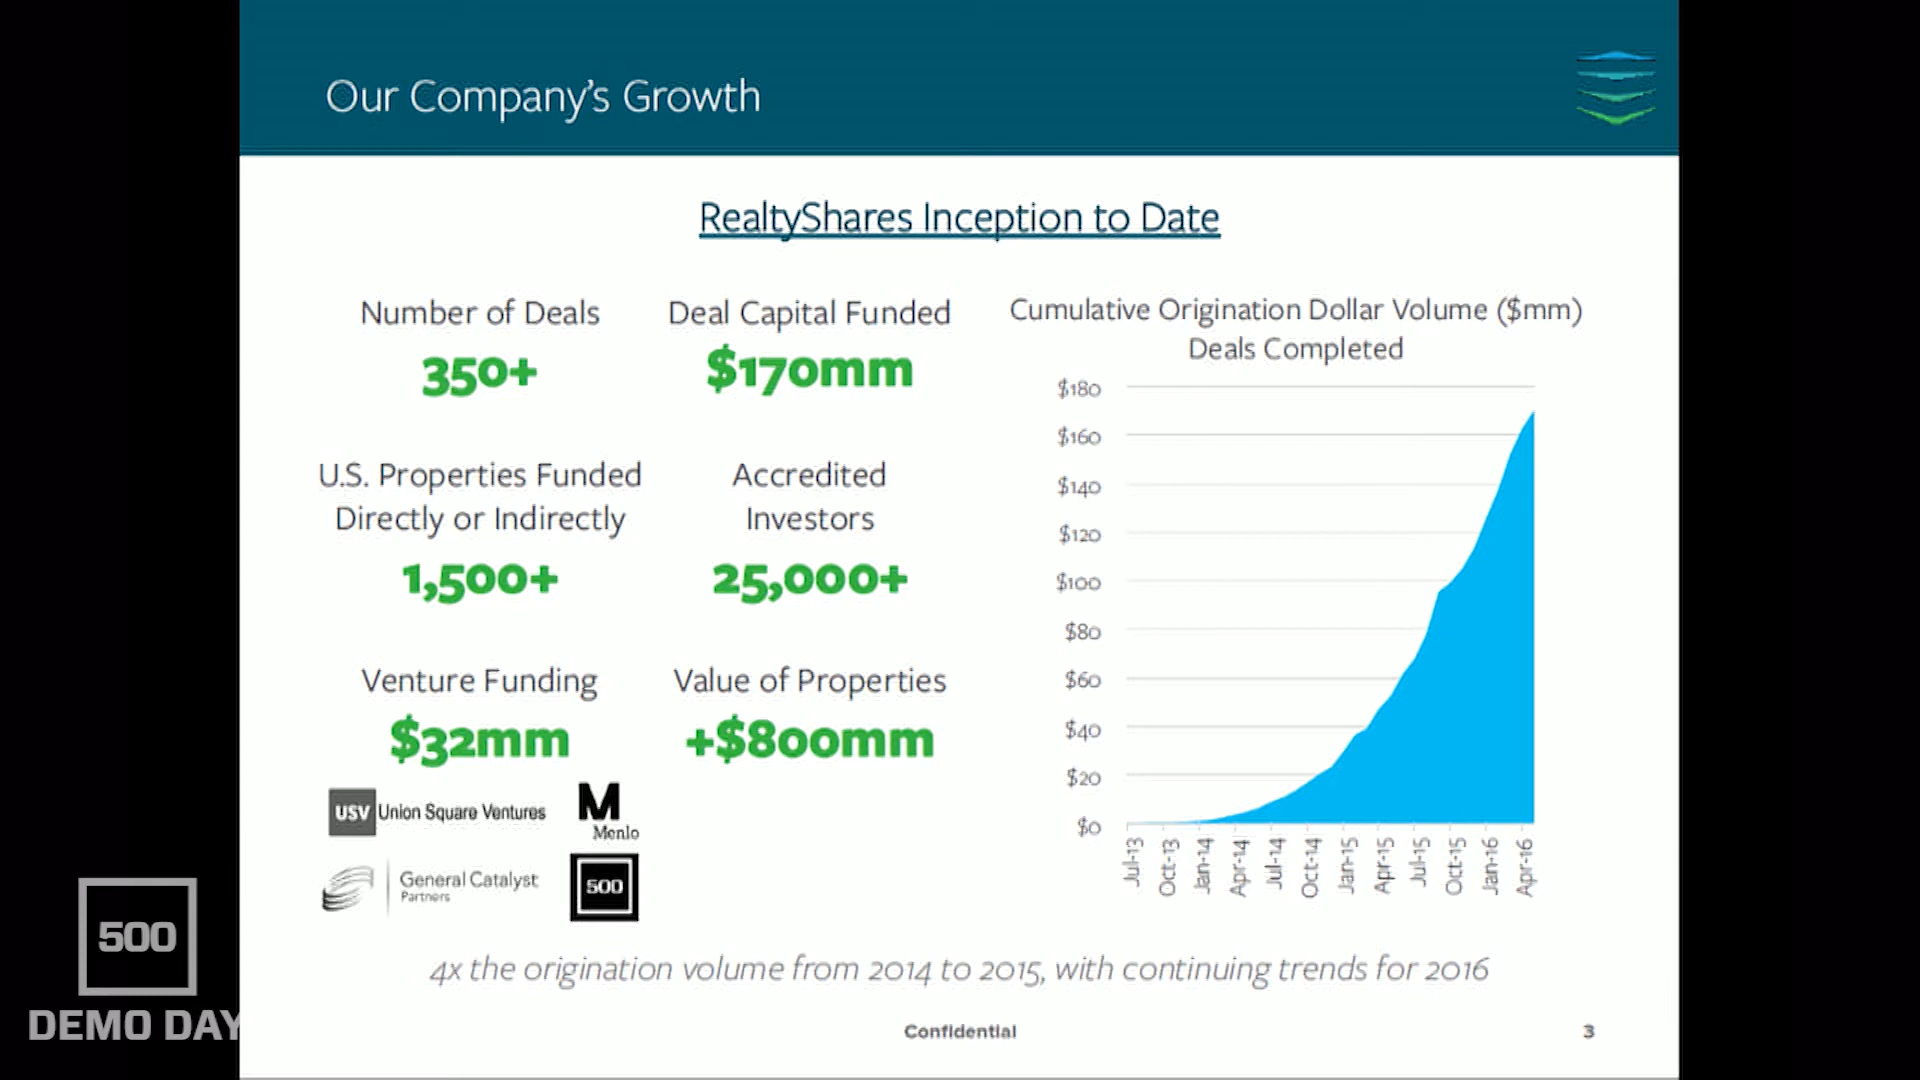 Our Company's Growth
RealtyShares Inception to Date
Number of Deals
350+
Deal Capital Funded
$170mm
U.S. Properties Funded
Directly or Indirectly
1,500+
Accredited
Investors
25,000+
Venture Funding
$32mm
Value of Properties
+$800mm
USV Union Square Ventures
M
Menlo
General Catalyst
Partners
500
Cumulative Origination Dollar Volume ($mm)
Deals Completed
$180
$160
$140
$120
$100
$80
$60
$40
$20
$0
Jul-13
Oct-13
Jan-14
Apr-14
Jul-14
Oct-14
Jan-15
Apr-15
Jul-15
Oct-15
Jan-16
Apr-16
4x the origination volume from 2014 to 2015, with continuing trends for 2016
Confidential
3
500
DEMO DAY